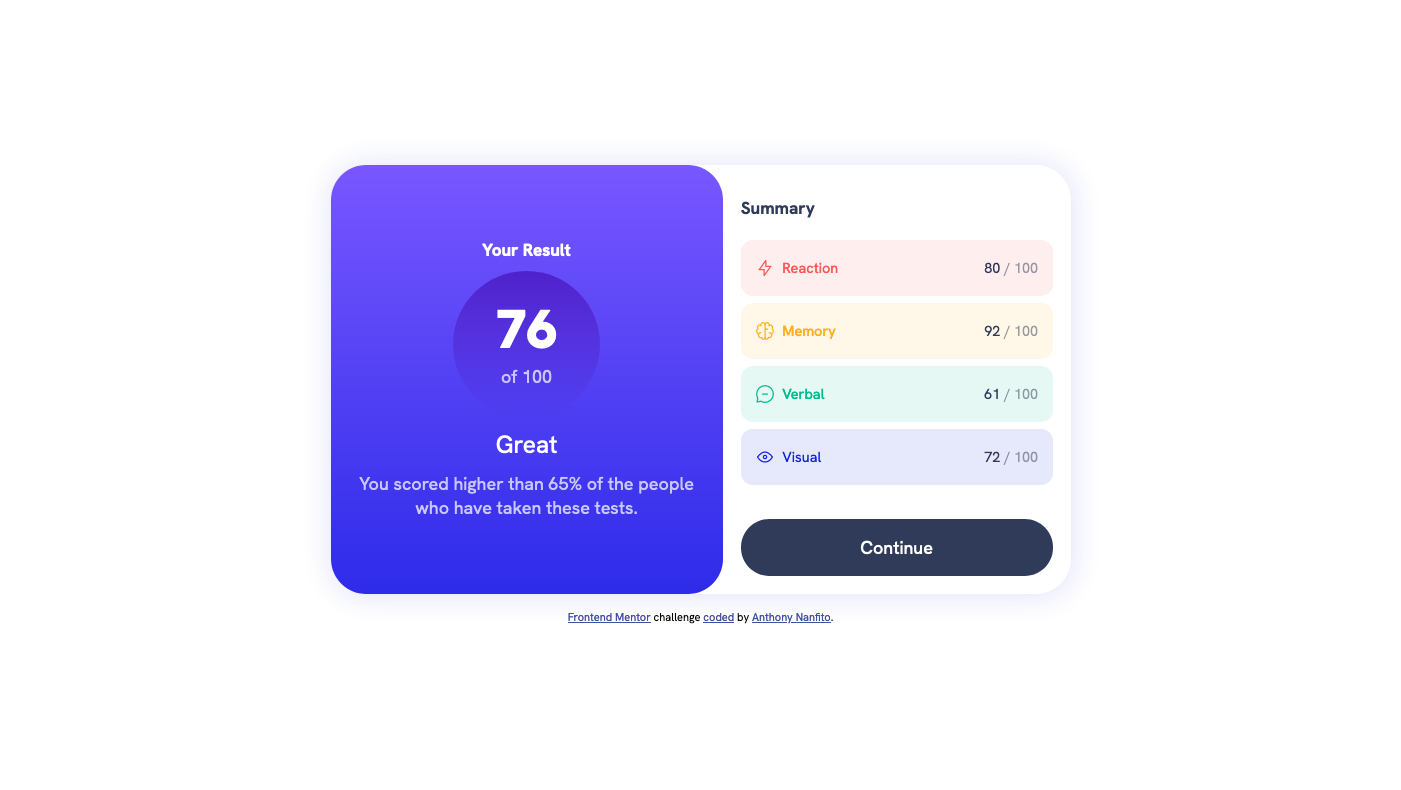 Your Result
76
of 100
Great
You scored higher than 65% of the people
who have taken these tests.
Summary
Reaction 80 / 100
Memory 92 / 100
Verbal 61 / 100
Visual 72 / 100
Continue
Frontend Mentor challenge coded by Anthony Nanfito.